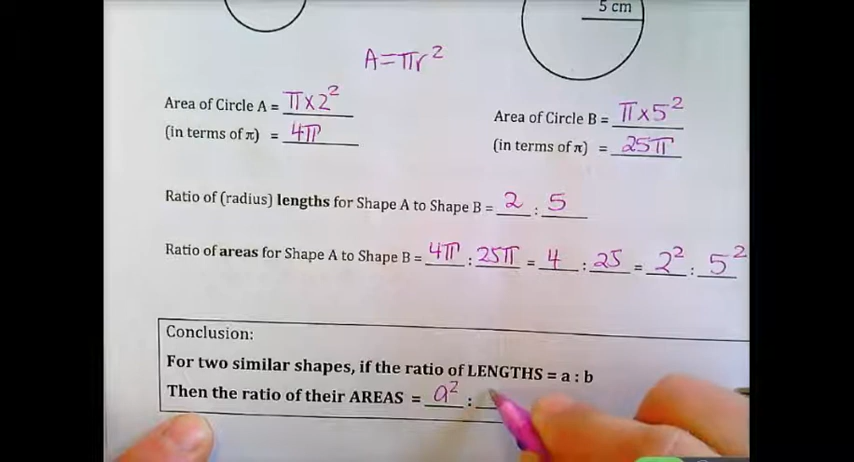 5 cm
A=πr²
Area of Circle A = π×2²
(in terms of π) = 4π
Area of Circle B = π×5²
(in terms of π) = 25π
Ratio of (radius) lengths for Shape A to Shape B = 2 : 5
Ratio of areas for Shape A to Shape B = 4π : 25π = 4 : 25 = 2² : 5²
Conclusion:
For two similar shapes, if the ratio of LENGTHS = a : b
Then the ratio of their AREAS = a² :